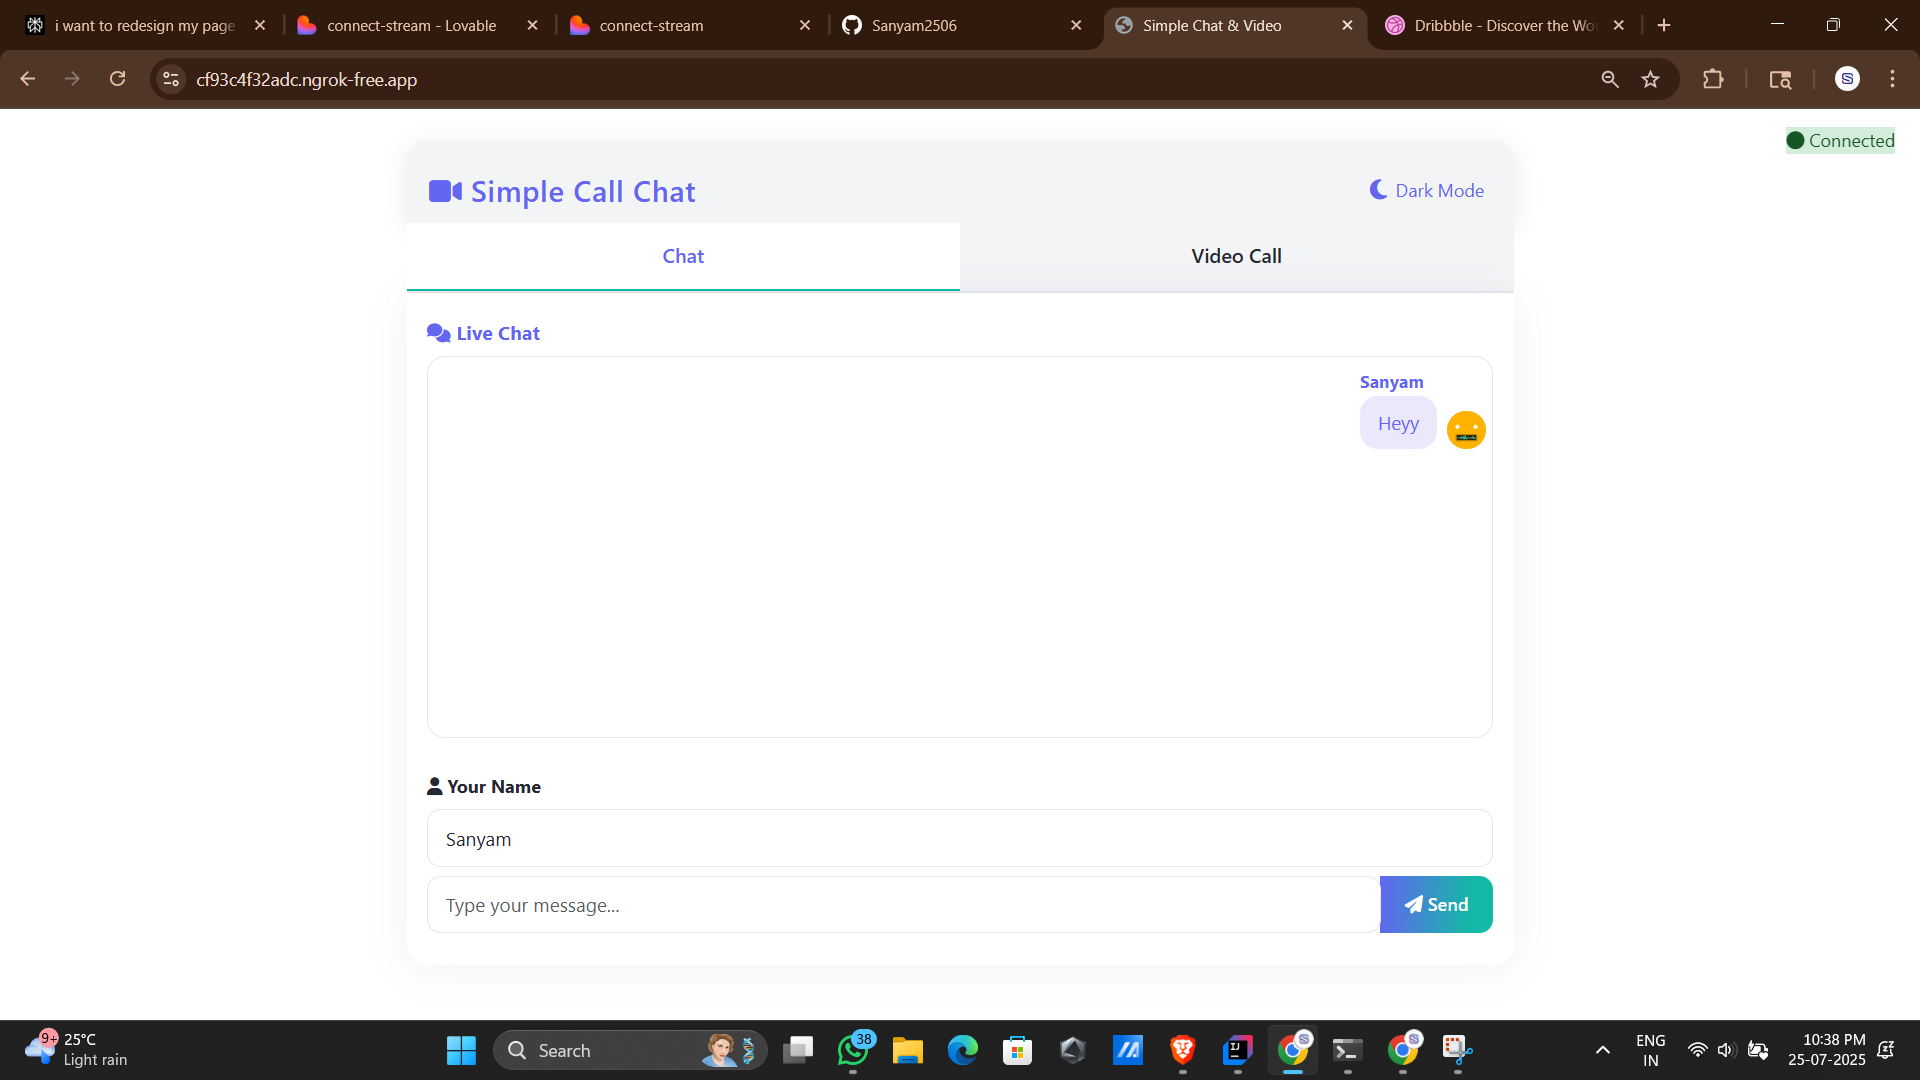 i want to redesign my page
connect-stream - Lovable
connect-stream
Sanyam2506
Simple Chat & Video
Dribbble - Discover the Wo
cf93c4f32adc.ngrok-free.app
Connected
Simple Call Chat
Dark Mode
Chat
Video Call
Live Chat
Sanyam
Heyy
Your Name
Sanyam
Type your message...
Send
9+
25°C
Light rain
Search
38
ENG
IN
10:38 PM
25-07-2025